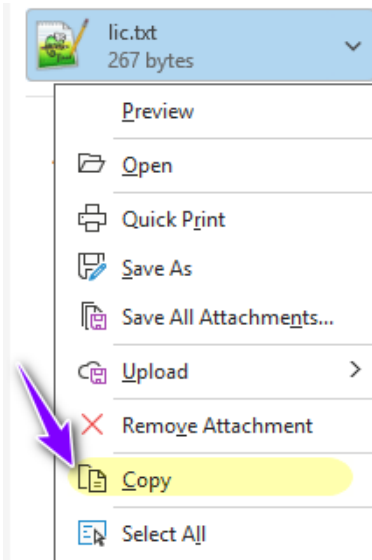 lic.txt
267 bytes
Preview
Open
Quick Print
Save As
Save All Attachments...
Upload
Remove Attachment
Copy
Select All